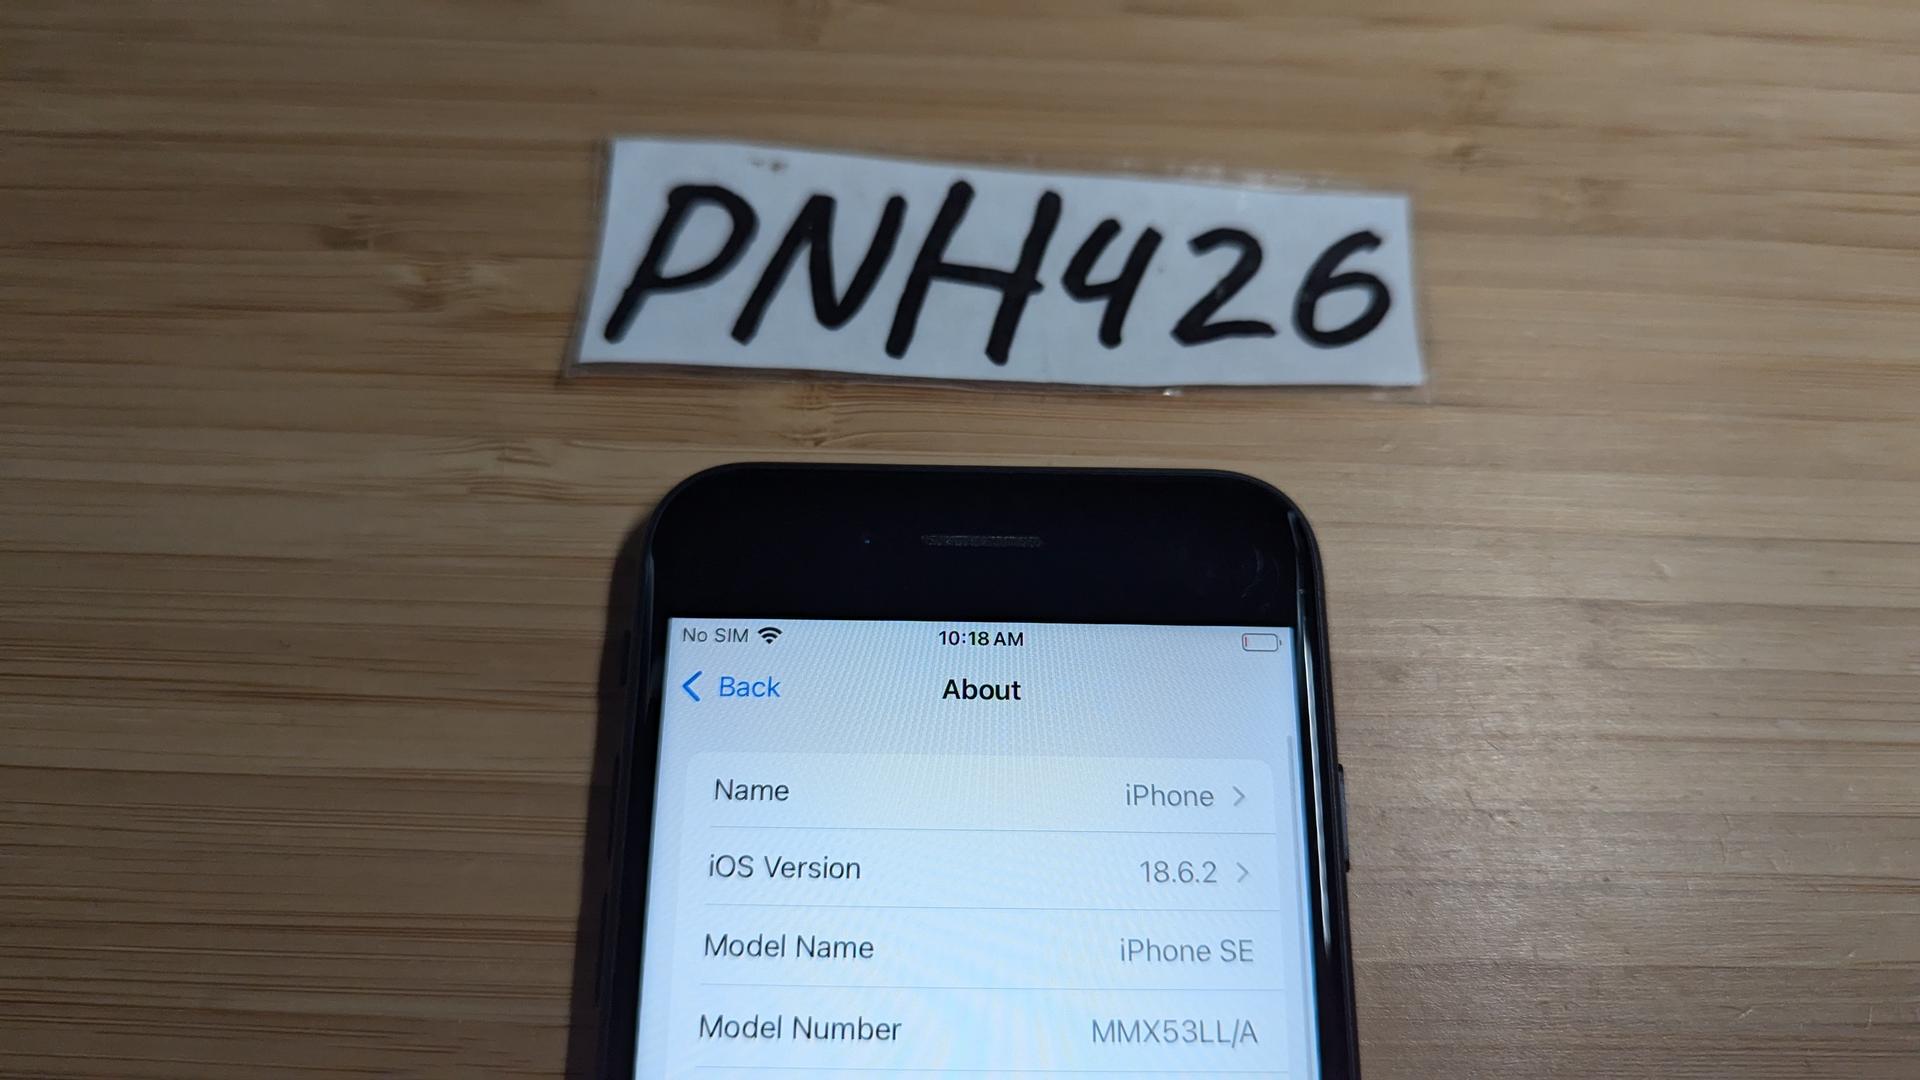 PNH426
No SIM 10:18 AM
Back About
Name iPhone
iOS Version 18.6.2
Model Name iPhone SE
Model Number MMX53LL/A